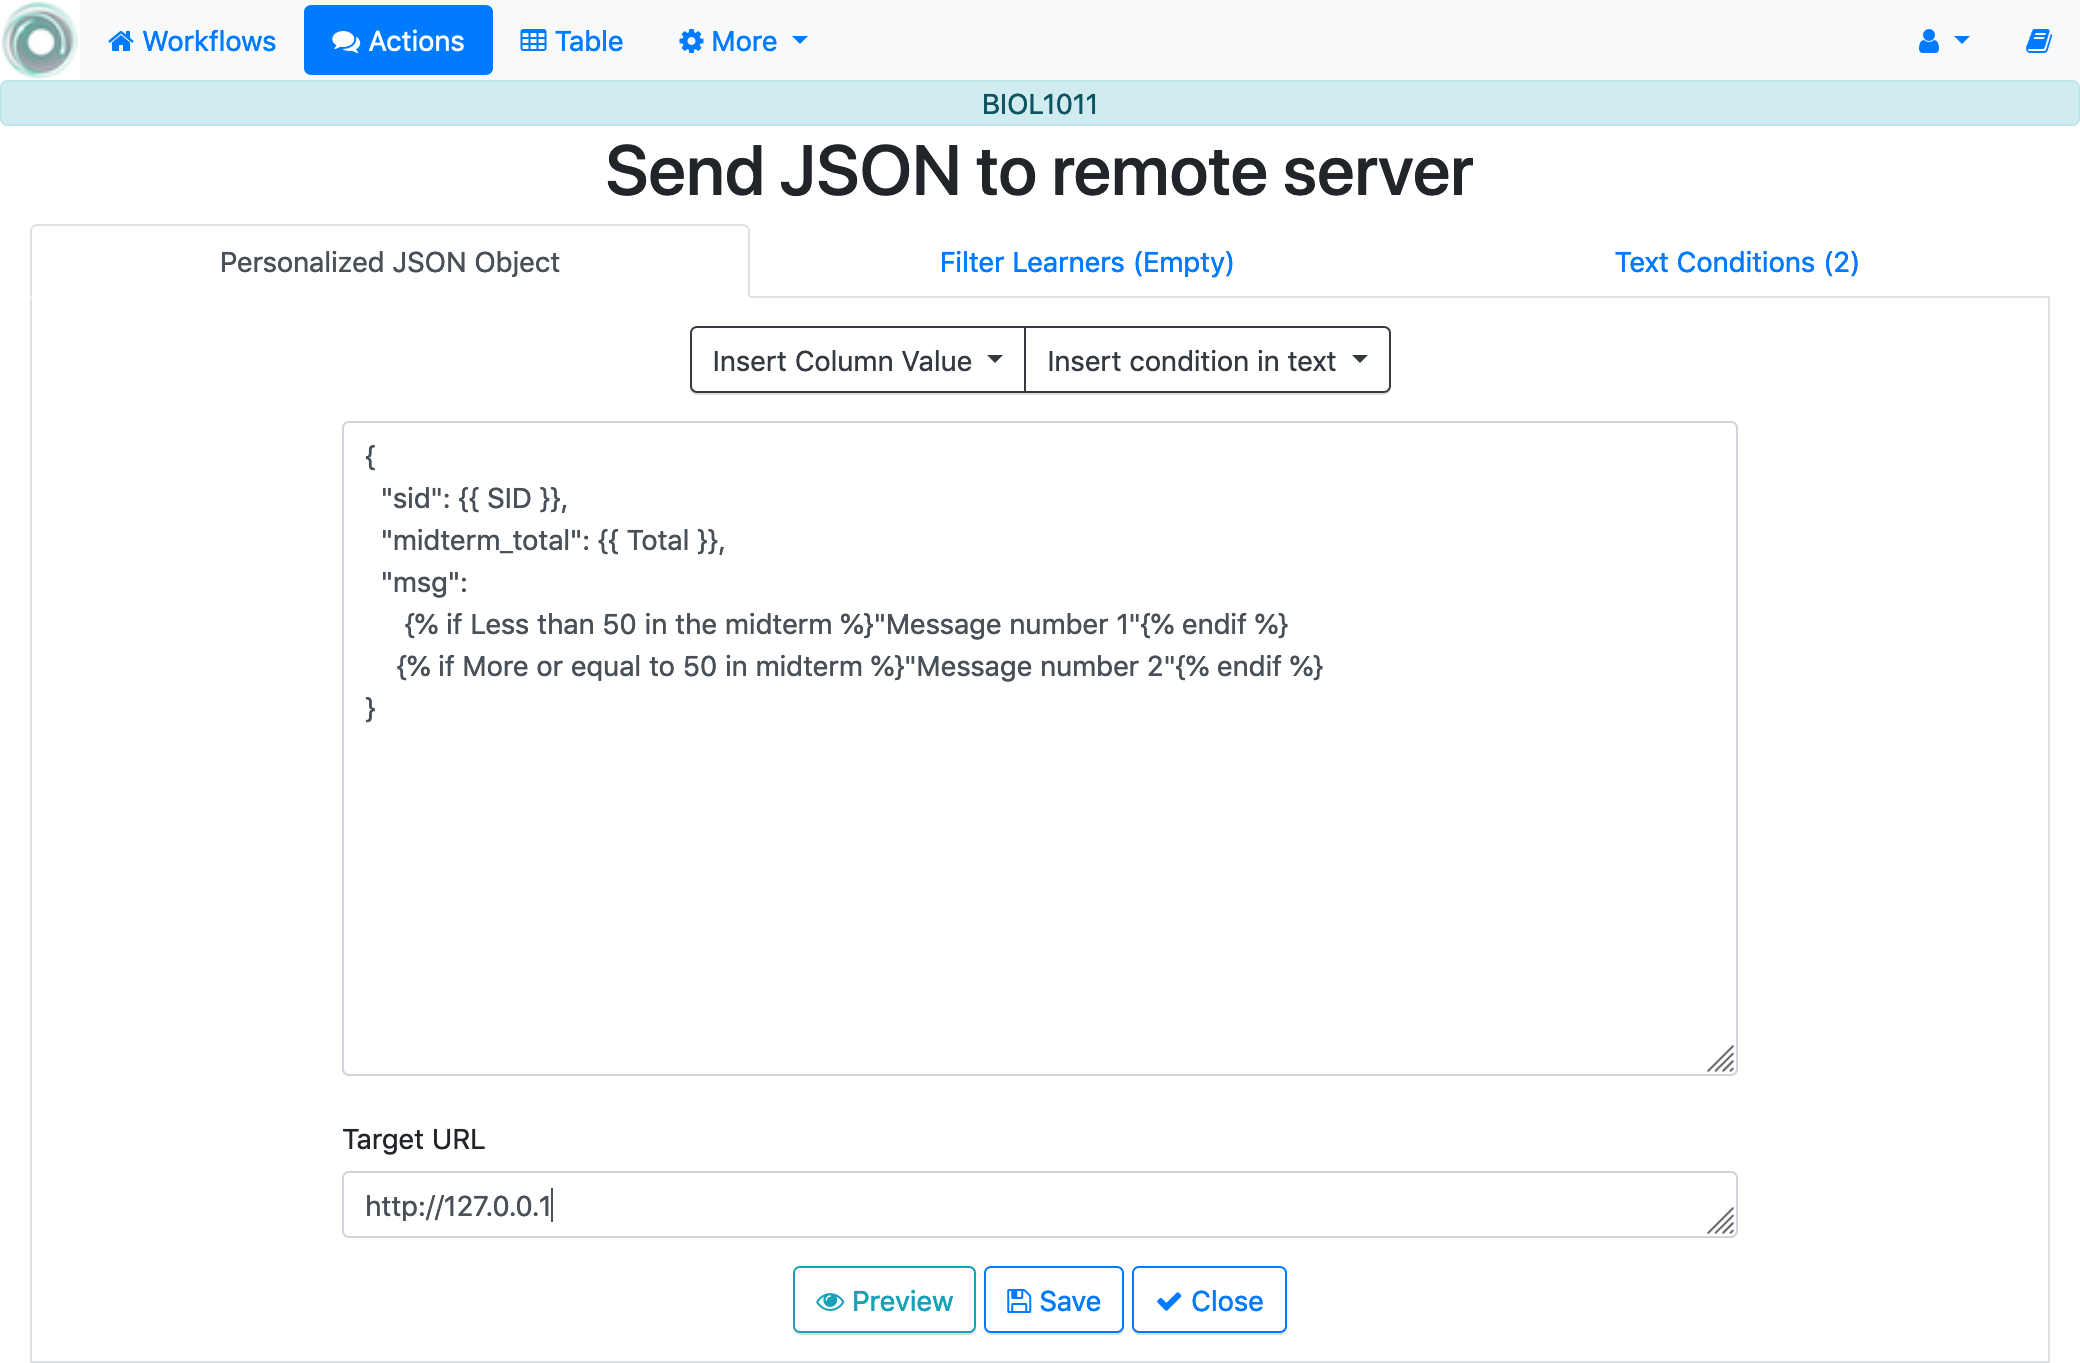 Workflows Actions Table More
BIOL1011
Send JSON to remote server
Personalized JSON Object Filter Learners (Empty) Text Conditions (2)
Insert Column Value Insert condition in text
{
"sid": {{ SID }},
"midterm_total": {{ Total }},
"msg":
{% if Less than 50 in the midterm %}"Message number 1"{% endif %}
{% if More or equal to 50 in midterm %}"Message number 2"{% endif %}
}
Target URL
http://127.0.0.1
Preview Save Close